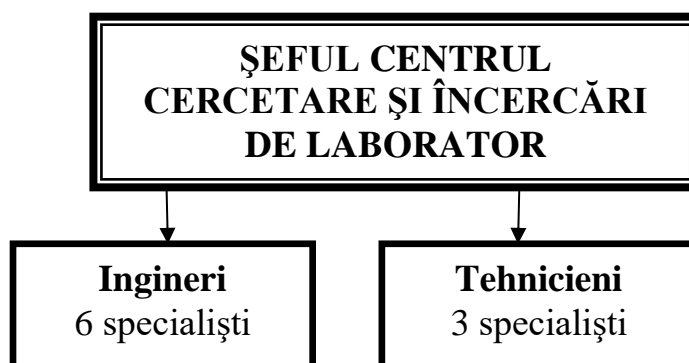 ŞEFUL CENTRUL
CERCETARE ŞI ÎNCERCĂRI
DE LABORATOR
Ingineri
6 specialişti
Tehnicieni
3 specialişti